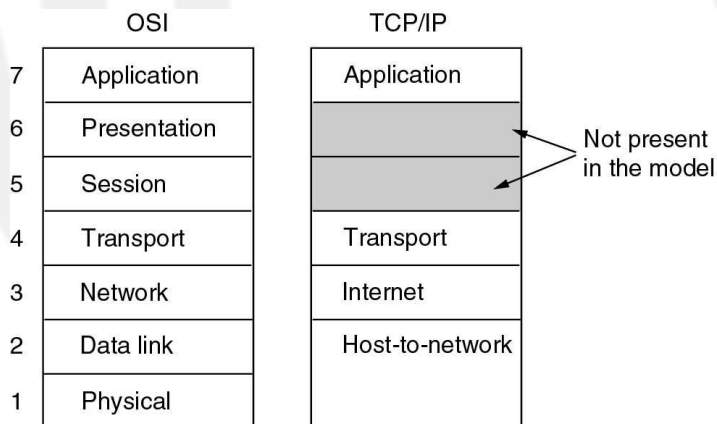 OSI TCP/IP
7 Application Application
6 Presentation
Not present
in the model
5 Session
4 Transport Transport
3 Network Internet
2 Data link Host-to-network
1 Physical